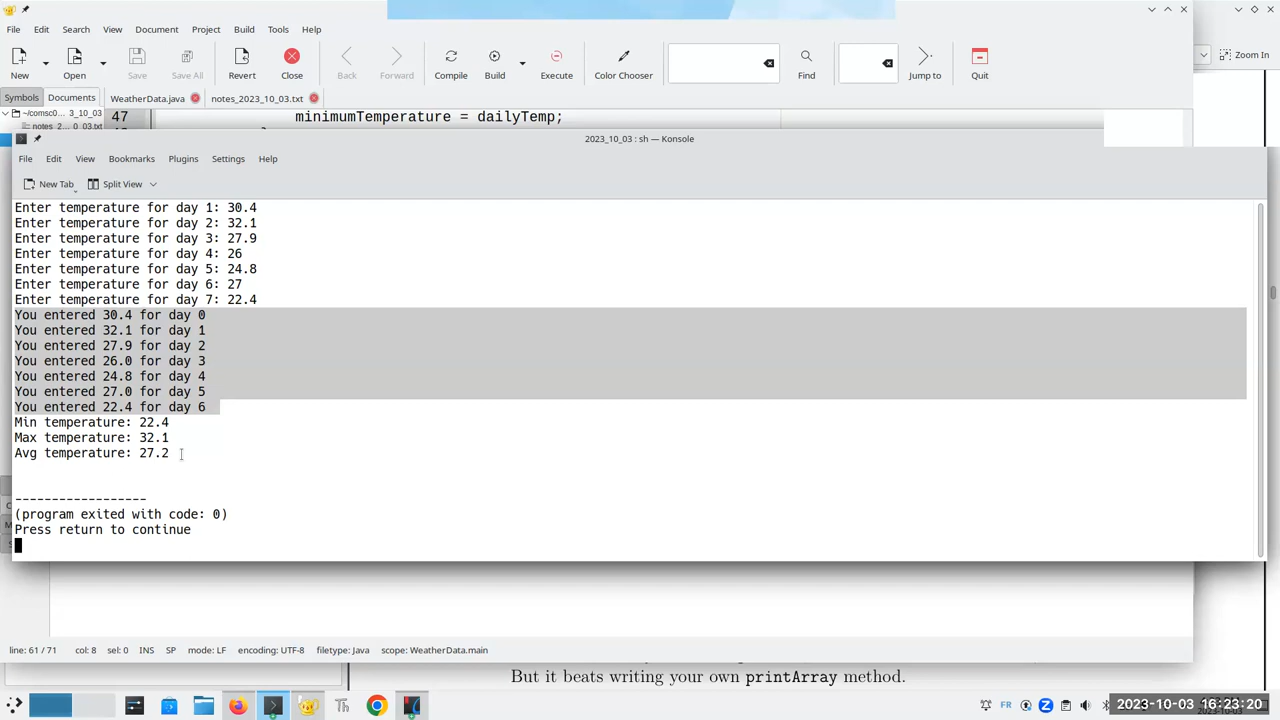 File Edit Search View Document Project Build Tools Help
New Open Save Save All Revert Close Back Forward Compile Build Execute Color Chooser Find Jump to Quit Zoom In
Symbols Documents WeatherData.java notes_2023_10_03.txt
~/comsc0... 3_10_03 47 minimumTemperature = dailyTemp;
notes_2... 0_03.txt
2023_10_03 : sh — Konsole
File Edit View Bookmarks Plugins Settings Help
New Tab Split View
Enter temperature for day 1: 30.4
Enter temperature for day 2: 32.1
Enter temperature for day 3: 27.9
Enter temperature for day 4: 26
Enter temperature for day 5: 24.8
Enter temperature for day 6: 27
Enter temperature for day 7: 22.4
You entered 30.4 for day 0
You entered 32.1 for day 1
You entered 27.9 for day 2
You entered 26.0 for day 3
You entered 24.8 for day 4
You entered 27.0 for day 5
You entered 22.4 for day 6
Min temperature: 22.4
Max temperature: 32.1
Avg temperature: 27.2
------------------
(program exited with code: 0)
Press return to continue
line: 61 / 71 col: 8 sel: 0 INS SP mode: LF encoding: UTF-8 filetype: Java scope: WeatherData.main
But it beats writing your own printArray method.
FR 2023-10-03 16:23:20